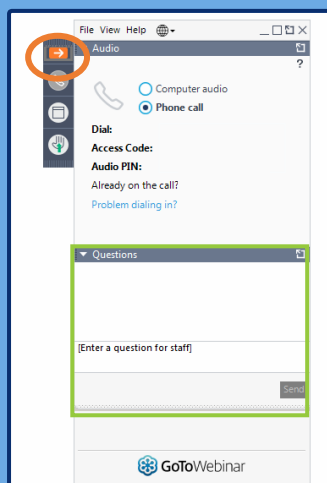 File View Help
Audio
?
Computer audio
Phone call
Dial:
Access Code:
Audio PIN:
Already on the call?
Problem dialing in?
Questions
[Enter a question for staff]
Send
GoToWebinar